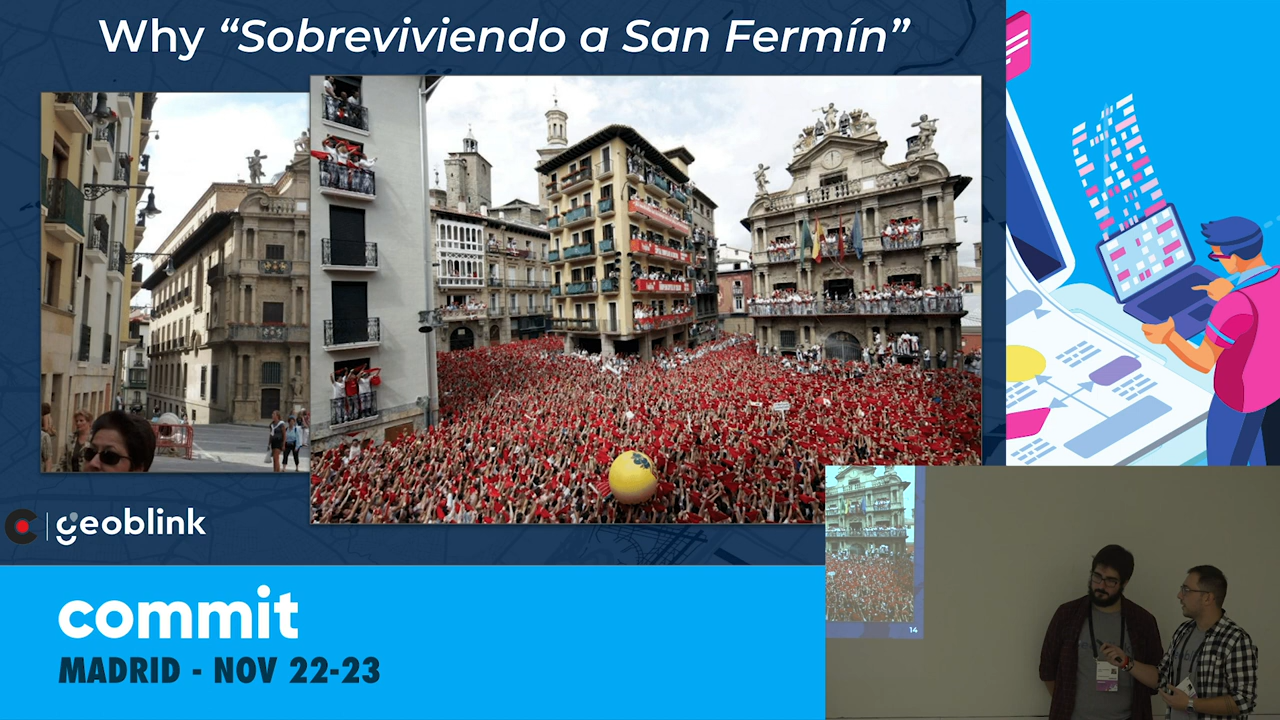 Why “Sobreviviendo a San Fermín”
geoblink
commit
MADRID - NOV 22-23
14